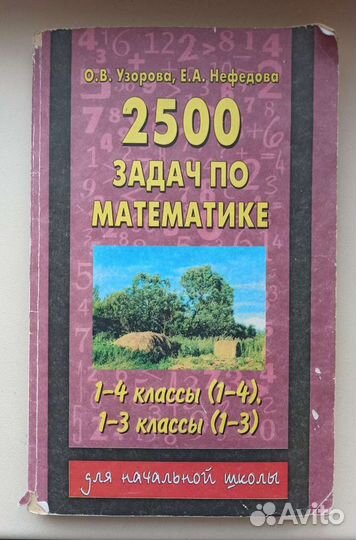 О.В. Узорова, Е.А. Нефедова
2500
ЗАДАЧ ПО
МАТЕМАТИКЕ
1-4 классы (1-4),
1-3 классы (1-3)
для начальной школы
Avito